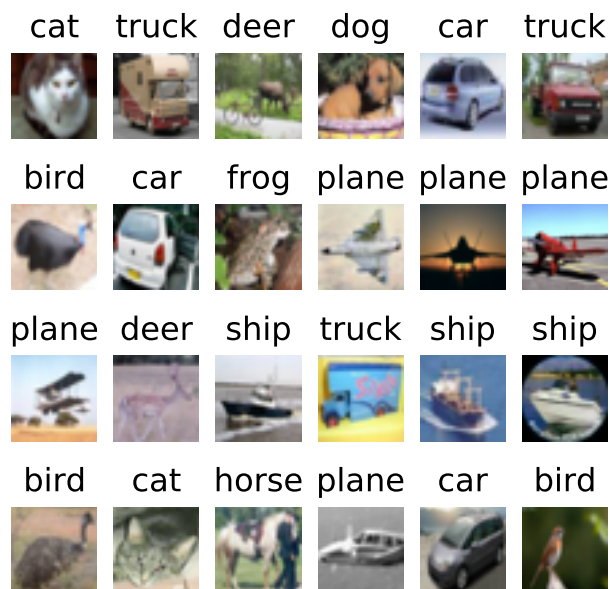 cat truck deer dog car truck
bird car frog plane plane plane
plane deer ship truck ship ship
bird cat horse plane car bird